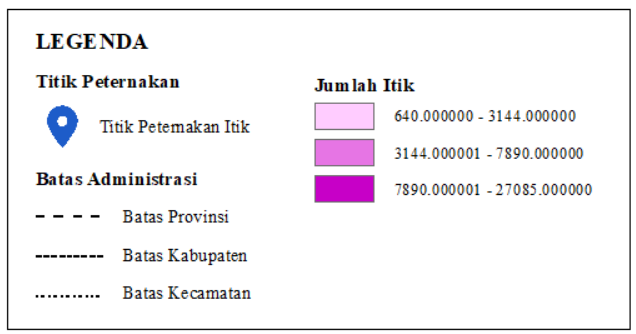 LEGENDA
Titik Peternakan
Titik Peternakan Itik
Batas Administrasi
Batas Provinsi
Batas Kabupaten
Batas Kecamatan
Jumlah Itik
640.000000 - 3144.000000
3144.000001 - 7890.000000
7890.000001 - 27085.000000